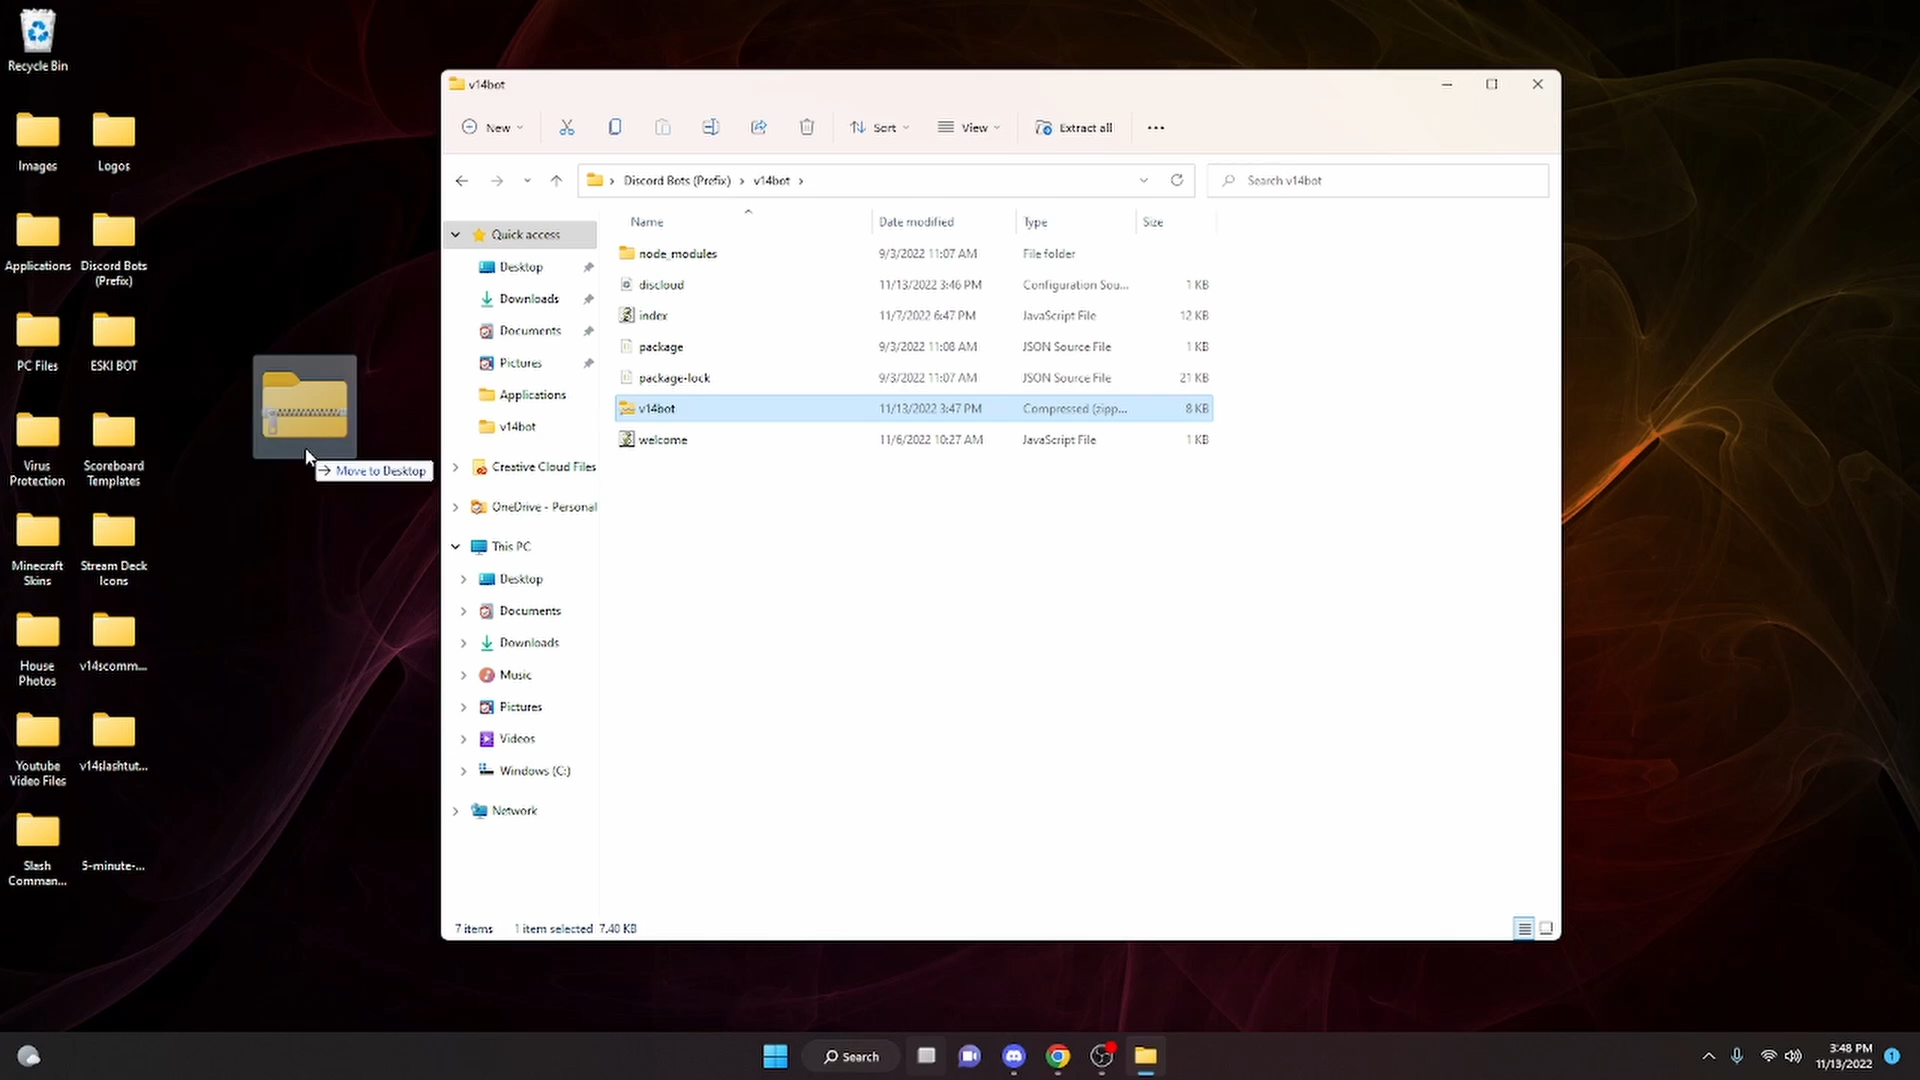 Recycle Bin
Images
Logos
Applications
Discord Bots
(Prefix)
PC Files
ESKI BOT
Virus
Protection
Scoreboard
Templates
Minecraft
Skins
Stream Deck
Icons
House
Photos
v14scomm...
Youtube
Video Files
v14slashtut...
Slash
Comman...
5-minute-...
Move to Desktop
v14bot
New
Sort
View
Extract all
Discord Bots (Prefix) › v14bot ›
Search v14bot
Quick access
Desktop
Downloads
Documents
Pictures
Applications
v14bot
Creative Cloud Files
OneDrive - Personal
This PC
Desktop
Documents
Downloads
Music
Pictures
Videos
Windows (C:)
Network
Name Date modified Type Size
node_modules 9/3/2022 11:07 AM File folder
discloud 11/13/2022 3:46 PM Configuration Sou... 1 KB
index 11/7/2022 6:47 PM JavaScript File 12 KB
package 9/3/2022 11:08 AM JSON Source File 1 KB
package-lock 9/3/2022 11:07 AM JSON Source File 21 KB
v14bot 11/13/2022 3:47 PM Compressed (zipp... 8 KB
welcome 11/6/2022 10:27 AM JavaScript File 1 KB
7 items 1 item selected 7.40 KB
Search
3:48 PM
11/13/2022
1